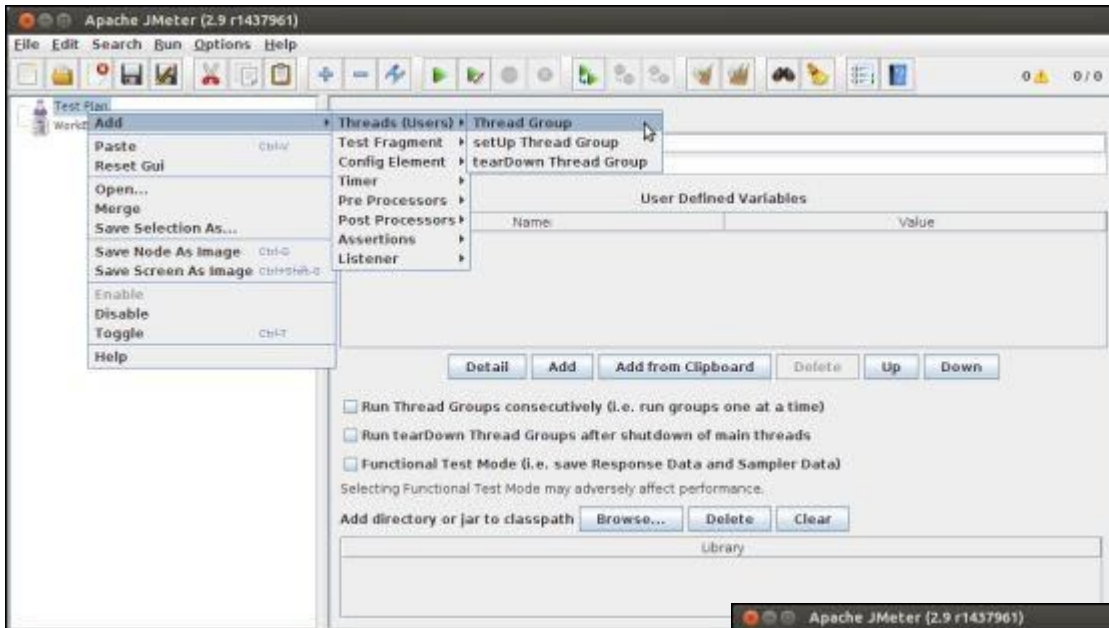 Apache JMeter (2.9 r1437961)
File Edit Search Run Options Help
0 0 / 0
Test Plan
Add
Paste Ctrl-V
Reset Gui
Open...
Merge
Save Selection As...
Save Node As Image Ctrl-G
Save Screen As Image Ctrl+Shift-G
Enable
Disable
Toggle Ctrl-T
Help
Threads (Users)
Test Fragment
Config Element
Timer
Pre Processors
Post Processors
Assertions
Listener
Thread Group
setUp Thread Group
tearDown Thread Group
User Defined Variables
Name: Value
Detail Add Add from Clipboard Delete Up Down
Run Thread Groups consecutively (i.e. run groups one at a time)
Run tearDown Thread Groups after shutdown of main threads
Functional Test Mode (i.e. save Response Data and Sampler Data)
Selecting Functional Test Mode may adversely affect performance.
Add directory or jar to classpath Browse... Delete Clear
Library
Apache JMeter (2.9 r1437961)